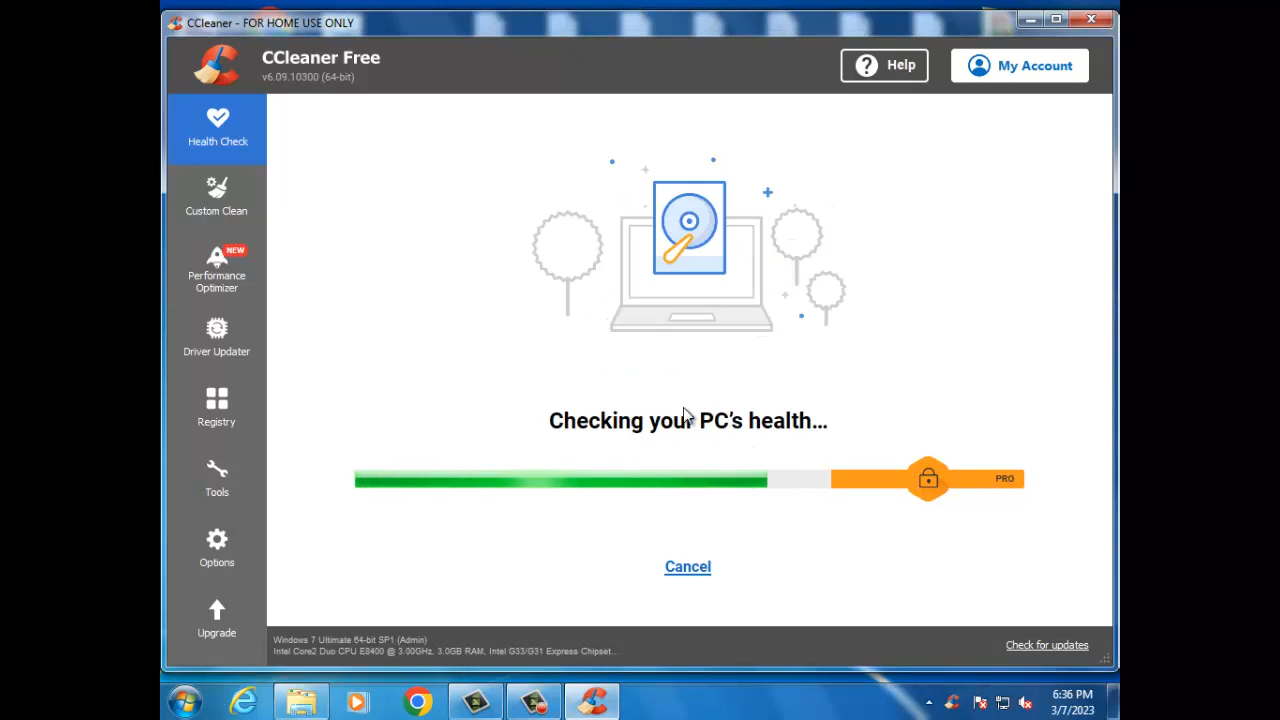 CCleaner - FOR HOME USE ONLY
CCleaner Free
v6.09.10300 (64-bit)
? Help
My Account
Health Check
Custom Clean
NEW
Performance
Optimizer
Driver Updater
Registry
Tools
Options
Upgrade
Checking your PC's health...
PRO
Cancel
Windows 7 Ultimate 64-bit SP1 (Admin)
Intel Core2 Duo CPU E8400 @ 3.00GHz, 3.0GB RAM, Intel G33/G31 Express Chipset...
Check for updates
6:36 PM
3/7/2023